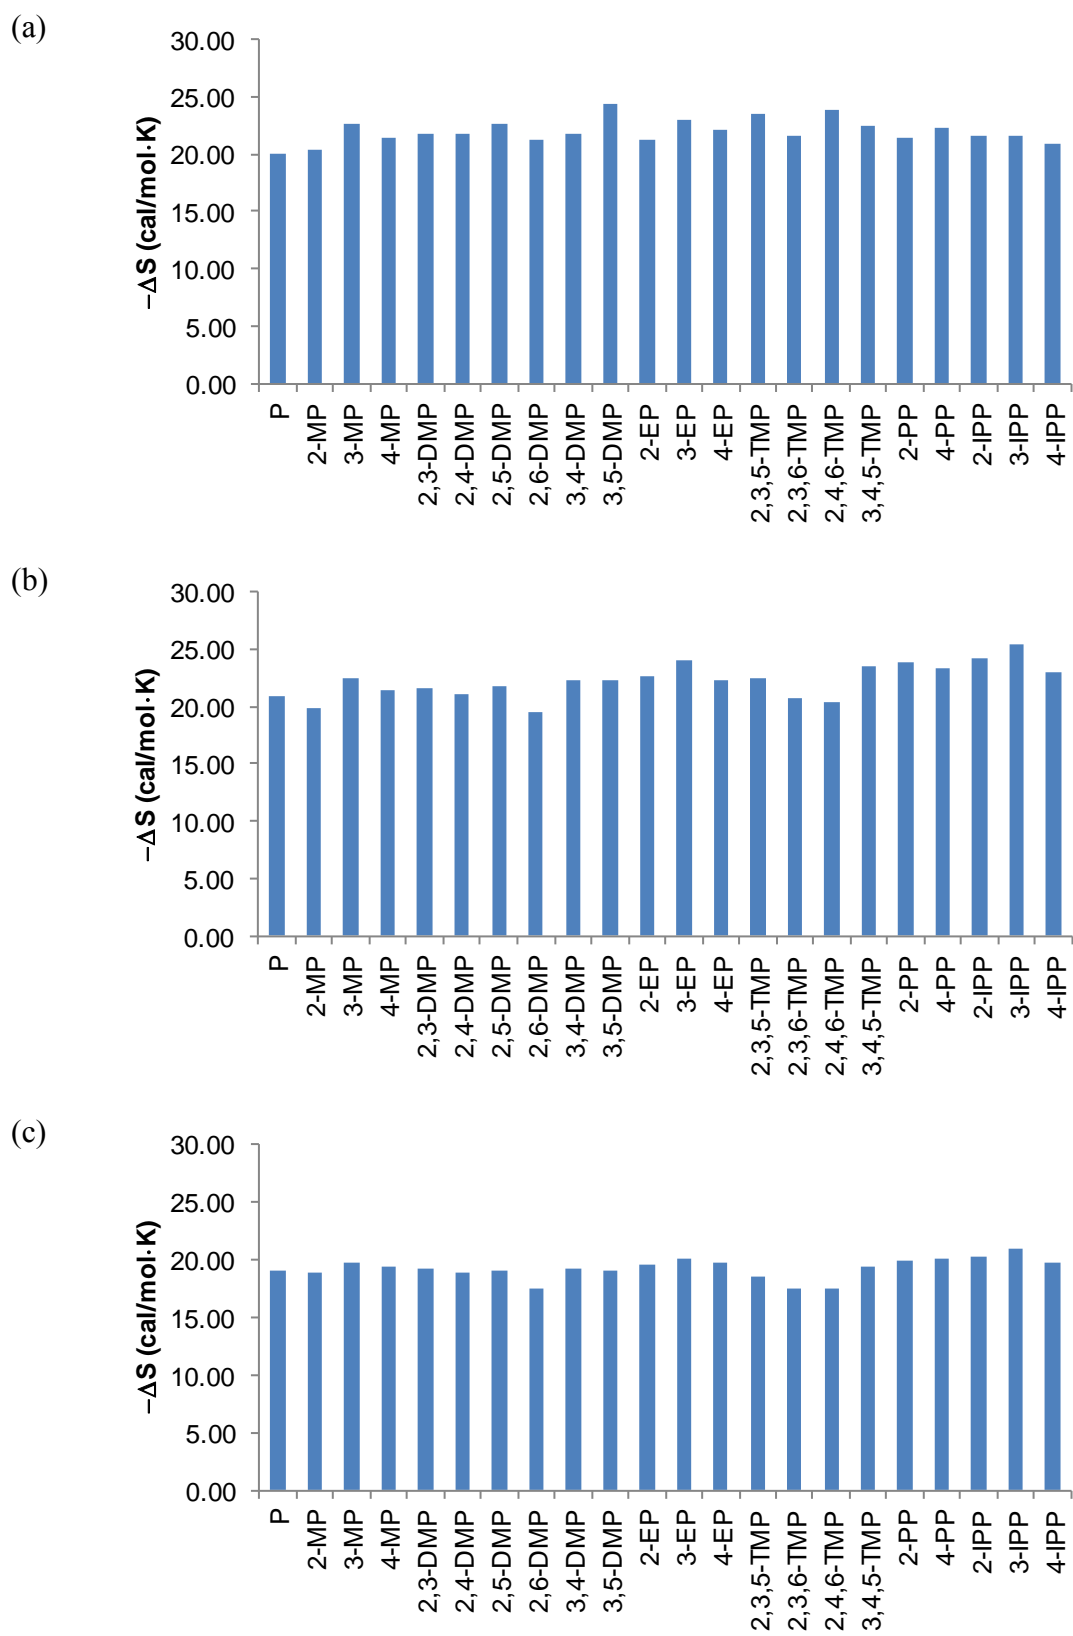 (a)
30.00
25.00
20.00
15.00
10.00
5.00
0.00
−ΔS (cal/mol·K)
P
2-MP
3-MP
4-MP
2,3-DMP
2,4-DMP
2,5-DMP
2,6-DMP
3,4-DMP
3,5-DMP
2-EP
3-EP
4-EP
2,3,5-TMP
2,3,6-TMP
2,4,6-TMP
3,4,5-TMP
2-PP
4-PP
2-IPP
3-IPP
4-IPP
(b)
30.00
25.00
20.00
15.00
10.00
5.00
0.00
−ΔS (cal/mol·K)
P
2-MP
3-MP
4-MP
2,3-DMP
2,4-DMP
2,5-DMP
2,6-DMP
3,4-DMP
3,5-DMP
2-EP
3-EP
4-EP
2,3,5-TMP
2,3,6-TMP
2,4,6-TMP
3,4,5-TMP
2-PP
4-PP
2-IPP
3-IPP
4-IPP
(c)
30.00
25.00
20.00
15.00
10.00
5.00
0.00
−ΔS (cal/mol·K)
P
2-MP
3-MP
4-MP
2,3-DMP
2,4-DMP
2,5-DMP
2,6-DMP
3,4-DMP
3,5-DMP
2-EP
3-EP
4-EP
2,3,5-TMP
2,3,6-TMP
2,4,6-TMP
3,4,5-TMP
2-PP
4-PP
2-IPP
3-IPP
4-IPP